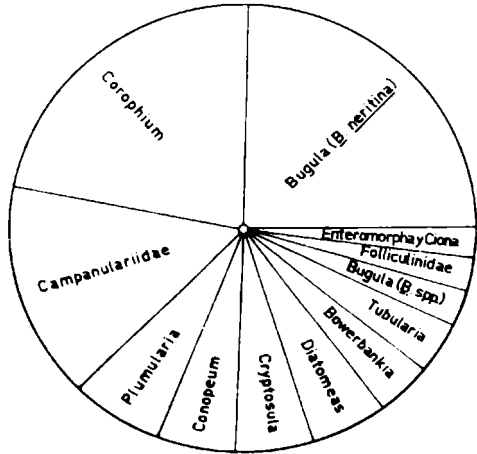 Corophium
Bugula (B neritina)
Enteromorpha y Ciona
Folliculinidae
Bugula (B spp.)
Tubularia
Bowerbankia
Diatomeas
Cryptosula
Conopeum
Plumularia
Campanulariidae